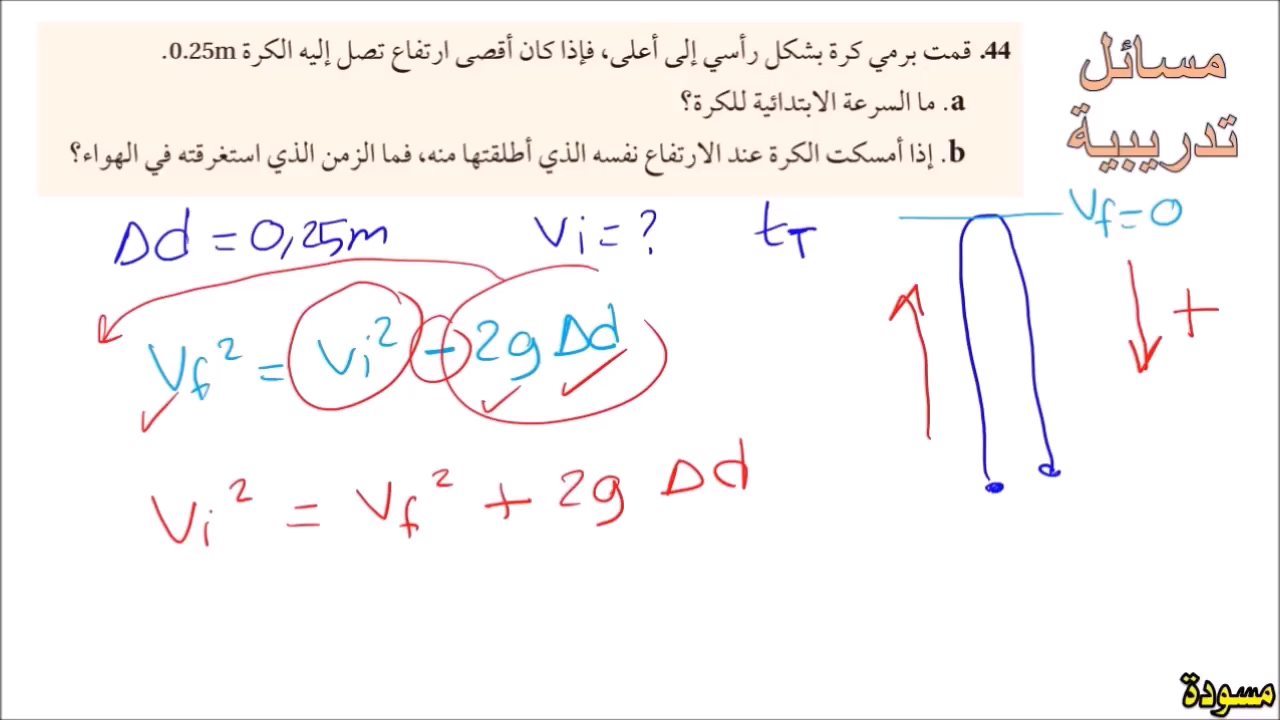 مسائل
تدريبية
44. قمت برمي كرة بشكل رأسي إلى أعلى، فإذا كان أقصى ارتفاع تصل إليه الكرة 0.25m.
a. ما السرعة الابتدائية للكرة؟
b. إذا أمسكت الكرة عند الارتفاع نفسه الذي أطلقتها منه، فما الزمن الذي استغرقته في الهواء؟
Δd = 0,25m Vi = ? tT Vf = 0
Vf² = Vi² - 2g Δd
+
Vi² = Vf² + 2g Δd
مسودة